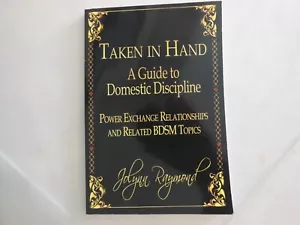 Taken in Hand
A Guide to
Domestic Discipline
Power Exchange Relationships
and Related BDSM Topics
Jolynn Raymond